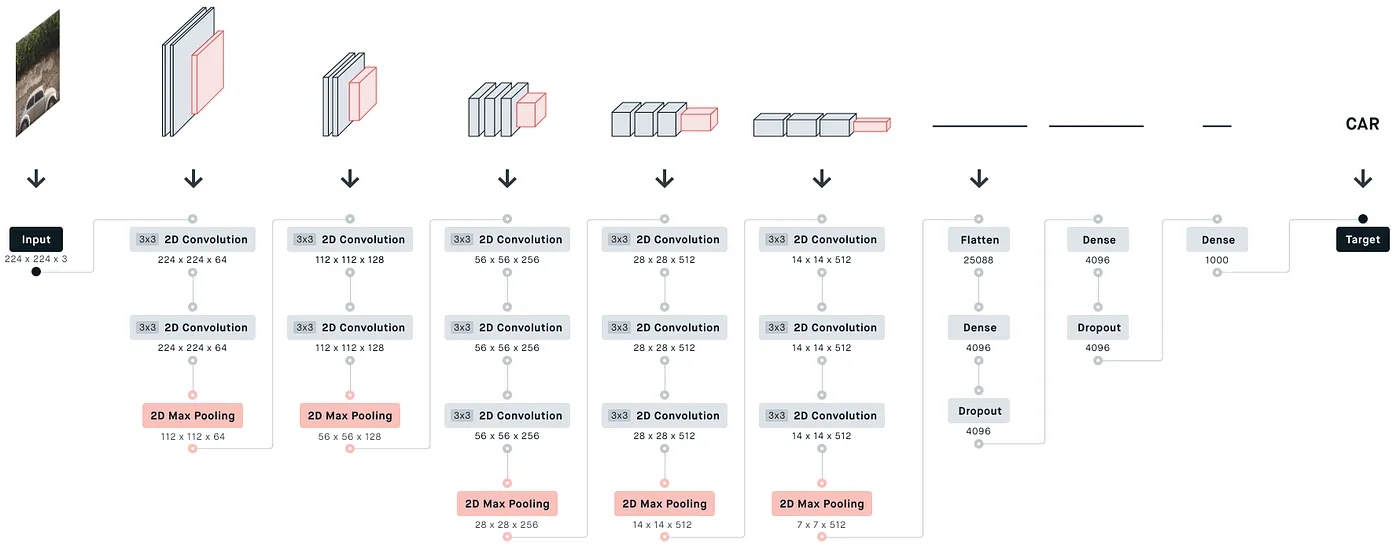 CAR
Input
224 x 224 x 3
3x3 2D Convolution
224 x 224 x 64
3x3 2D Convolution
224 x 224 x 64
2D Max Pooling
112 x 112 x 64
3x3 2D Convolution
112 x 112 x 128
3x3 2D Convolution
112 x 112 x 128
2D Max Pooling
56 x 56 x 128
3x3 2D Convolution
56 x 56 x 256
3x3 2D Convolution
56 x 56 x 256
3x3 2D Convolution
56 x 56 x 256
2D Max Pooling
28 x 28 x 256
3x3 2D Convolution
28 x 28 x 512
3x3 2D Convolution
28 x 28 x 512
3x3 2D Convolution
28 x 28 x 512
2D Max Pooling
14 x 14 x 512
3x3 2D Convolution
14 x 14 x 512
3x3 2D Convolution
14 x 14 x 512
3x3 2D Convolution
14 x 14 x 512
2D Max Pooling
7 x 7 x 512
Flatten
25088
Dense
4096
Dropout
4096
Dense
4096
Dropout
4096
Dense
1000
Target